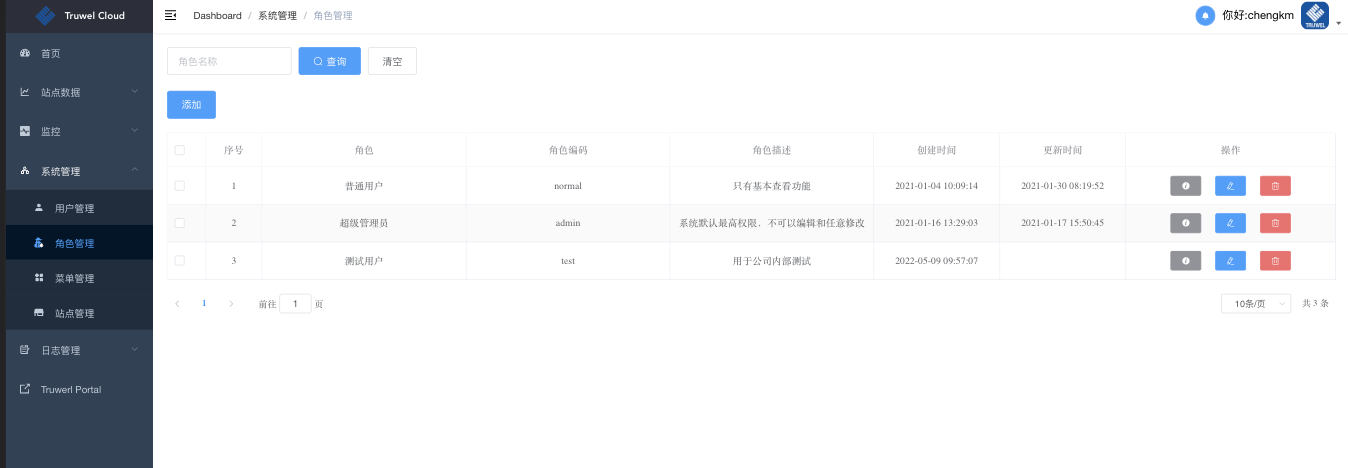 Truwel Cloud
Dashboard / 系统管理 / 角色管理
你好:chengkm
TRUWEL
首页
站点数据
监控
系统管理
用户管理
角色管理
菜单管理
站点管理
日志管理
Truwerl Portal
角色名称 查询 清空
添加
序号 角色 角色编码 角色描述 创建时间 更新时间 操作
1 普通用户 normal 只有基本查看功能 2021-01-04 10:09:14 2021-01-30 08:19:52
2 超级管理员 admin 系统默认最高权限，不可以编辑和任意修改 2021-01-16 13:29:03 2021-01-17 15:50:45
3 测试用户 test 用于公司内部测试 2022-05-09 09:57:07
1 前往 1 页 10条/页 共 3 条